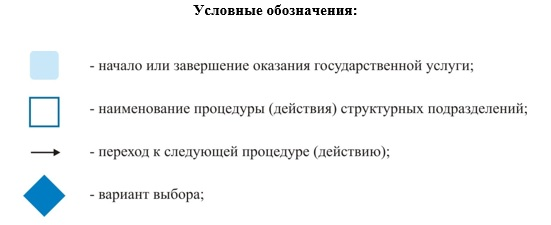 Условные обозначения:
- начало или завершение оказания государственной услуги;
- наименование процедуры (действия) структурных подразделений;
- переход к следующей процедуре (действию);
- вариант выбора;